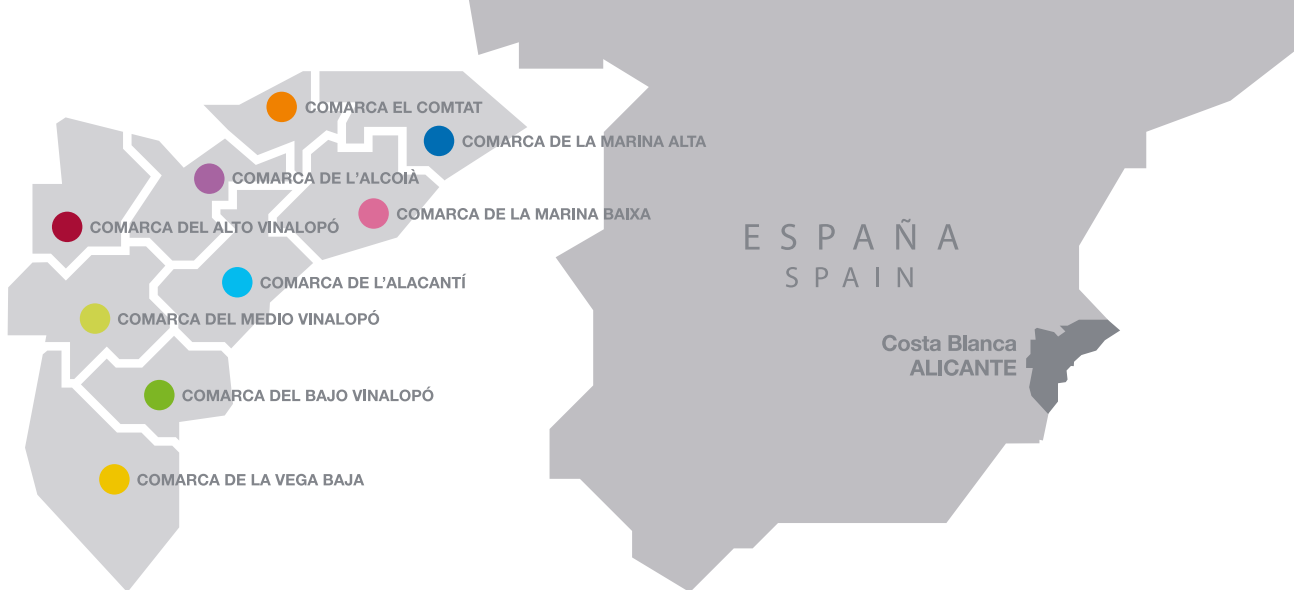 COMARCA EL COMTAT
COMARCA DE LA MARINA ALTA
COMARCA DE L'ALCOIÀ
COMARCA DE LA MARINA BAIXA
COMARCA DEL ALTO VINALOPÓ
COMARCA DE L'ALACANTÍ
COMARCA DEL MEDIO VINALOPÓ
COMARCA DEL BAJO VINALOPÓ
COMARCA DE LA VEGA BAJA
ESPAÑA
SPAIN
Costa Blanca
ALICANTE